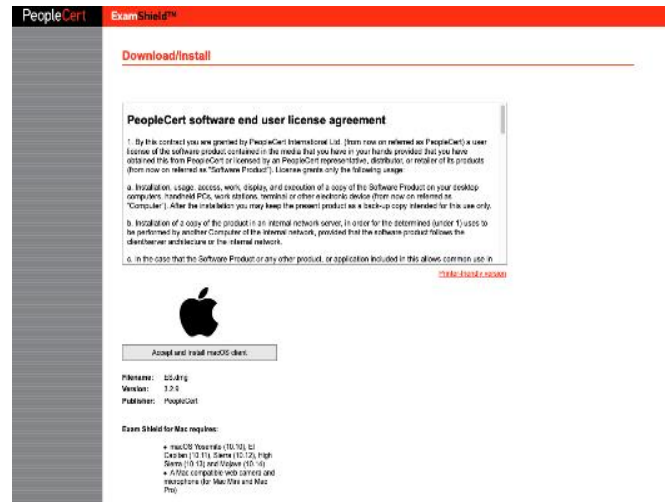 PeopleCert
ExamShield™
Download/Install
PeopleCert software end user license agreement
1. By this contract you are granted by PeopleCert International Ltd. (from now on referred as PeopleCert) a user
license of the software product contained in the media that you have in your hands provided that you have
obtained this from PeopleCert or licensed by an PeopleCert representative, distributor, or retailer of its products
(from now on referred as "Software Product"). License grants only the following usage:
a. Installation, usage, access, work, display, and execution of a copy of the Software Product on your desktop
computers, handheld PCs, work stations, terminal or other electronic device (from now on referred as
"Computer"). After the installation you may keep the present product as a back-up copy intended for this use only.
b. Installation of a copy of the product in an internal network server, in order for the determined (under 1) uses to
be performed by another Computer of the internal network, provided that the software product follows the
client/server architecture or the internal network.
c. In the case that the Software Product or any other product, or application included in this allows common use in
Printer-friendly version
Accept and install macOS client
Filename: ES.dmg
Version: 3.2.9
Publisher: PeopleCert
Exam Shield for Mac requires:
• macOS Yosemite (10.10), El
Capitan (10.11), Sierra (10.12), High
Sierra (10.13) and Mojave (10.14)
• A Mac compatible web camera and
microphone (for Mac Mini and Mac
Pro)